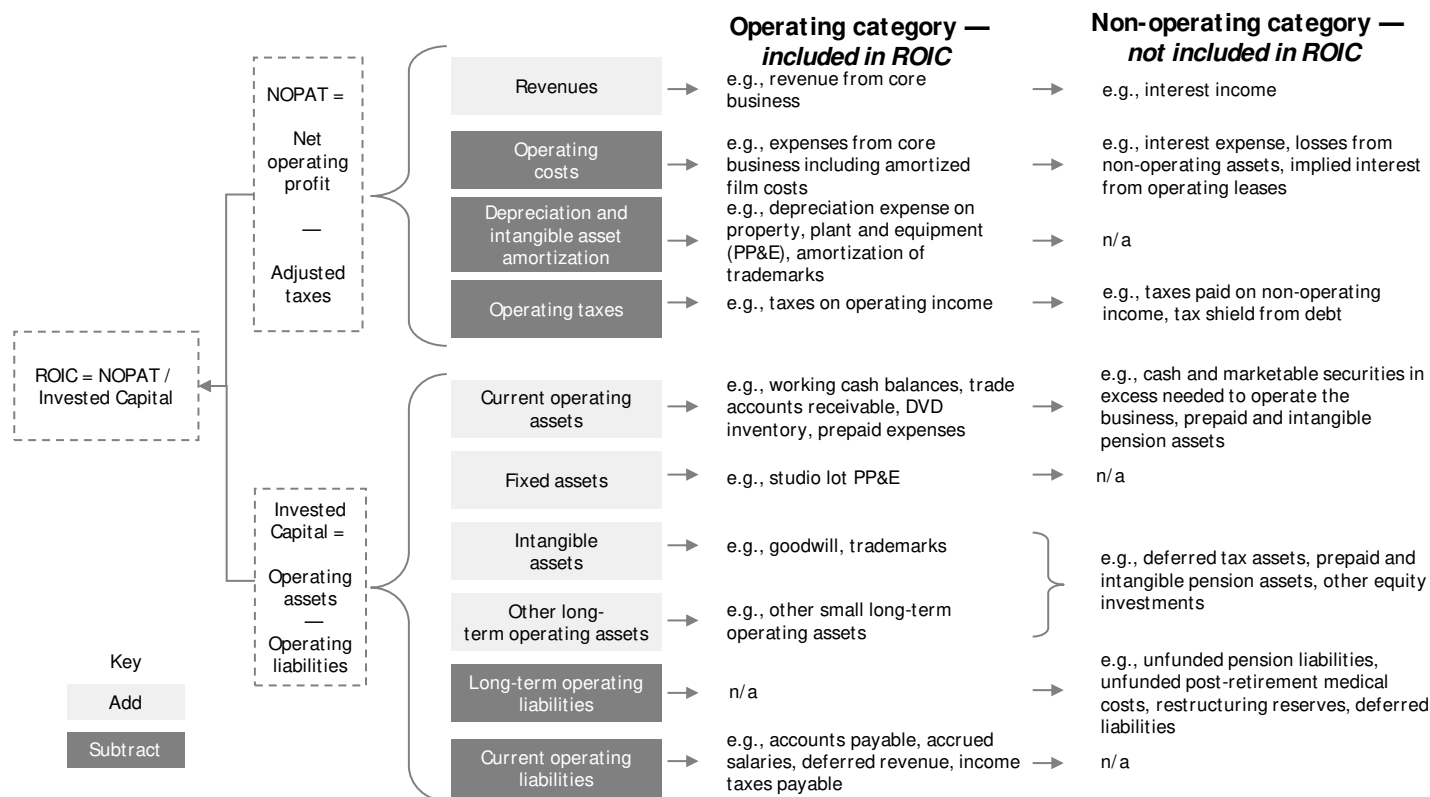 Operating category —
included in ROIC
Non-operating category —
not included in ROIC
NOPAT =
Net
operating
profit
—
Adjusted
taxes
Revenues
e.g., revenue from core
business
e.g., interest income
Operating
costs
e.g., expenses from core
business including amortized
film costs
e.g., interest expense, losses from
non-operating assets, implied interest
from operating leases
Depreciation and
intangible asset
amortization
e.g., depreciation expense on
property, plant and equipment
(PP&E), amortization of
trademarks
n/a
Operating taxes
e.g., taxes on operating income
e.g., taxes paid on non-operating
income, tax shield from debt
ROIC = NOPAT /
Invested Capital
Invested
Capital =
Operating
assets
—
Operating
liabilities
Current operating
assets
e.g., working cash balances, trade
accounts receivable, DVD
inventory, prepaid expenses
e.g., cash and marketable securities in
excess needed to operate the
business, prepaid and intangible
pension assets
Fixed assets
e.g., studio lot PP&E
n/a
Intangible
assets
e.g., goodwill, trademarks
e.g., deferred tax assets, prepaid and
intangible pension assets, other equity
investments
Other long-
term operating assets
e.g., other small long-term
operating assets
Long-term operating
liabilities
n/a
e.g., unfunded pension liabilities,
unfunded post-retirement medical
costs, restructuring reserves, deferred
liabilities
Current operating
liabilities
e.g., accounts payable, accrued
salaries, deferred revenue, income
taxes payable
n/a
Key
Add
Subtract